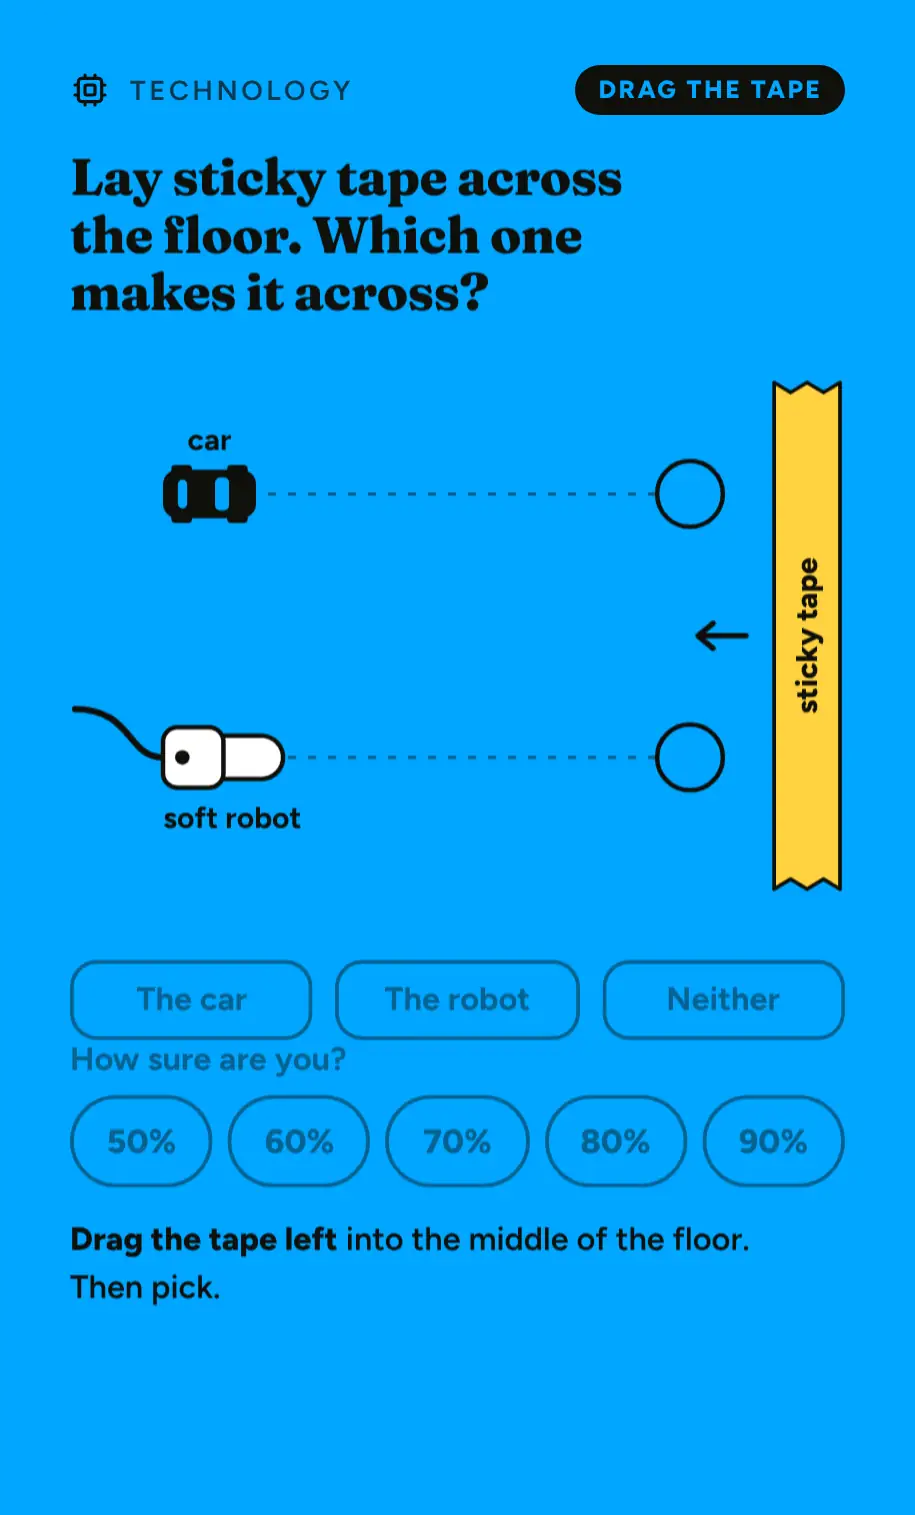 TECHNOLOGY
DRAG THE TAPE
Lay sticky tape across
the floor. Which one
makes it across?
car
sticky tape
soft robot
The car
The robot
Neither
How sure are you?
50%
60%
70%
80%
90%
Drag the tape left into the middle of the floor.
Then pick.